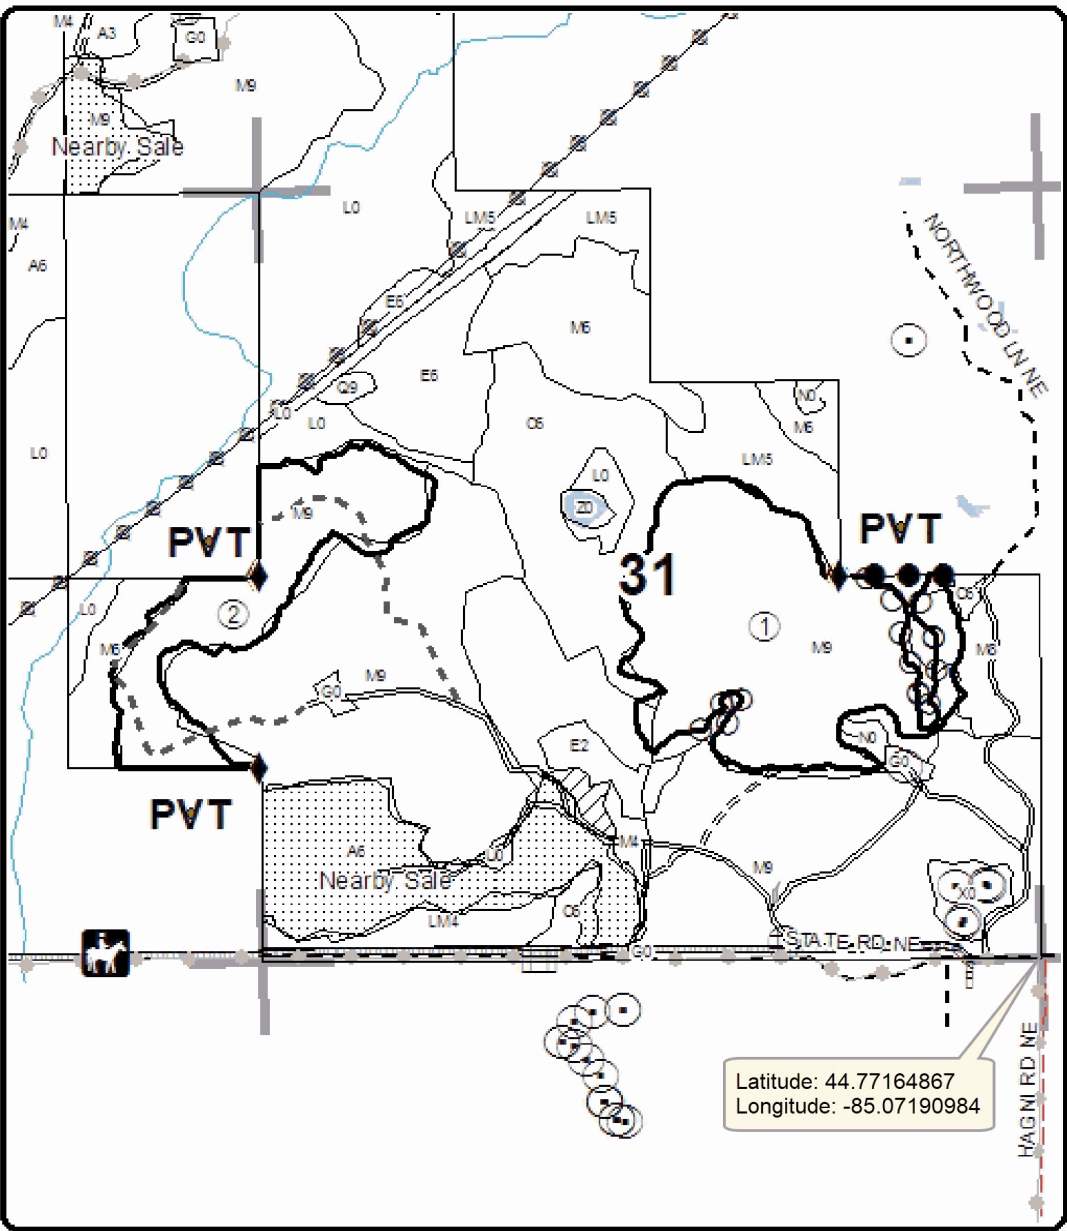 M4
A3
G0
M9
M9
Nearby Sale
L0
LM5
LM5
M4
A6
NORTHWOOD LN NE
E6
M6
E6
Q9
N0
L0
L0
O6
M6
L0
LM5
L0
Z0
M9
PVT
PVT
31
L0
2
1
O6
M6
M9
M6
M9
G0
N0
E2
G0
PVT
M4
A6
L0
M9
Nearby Sale
X0
LM4
O6
STATE RD NE
G0
HAGNI RD NE
Latitude: 44.77164867
Longitude: -85.07190984